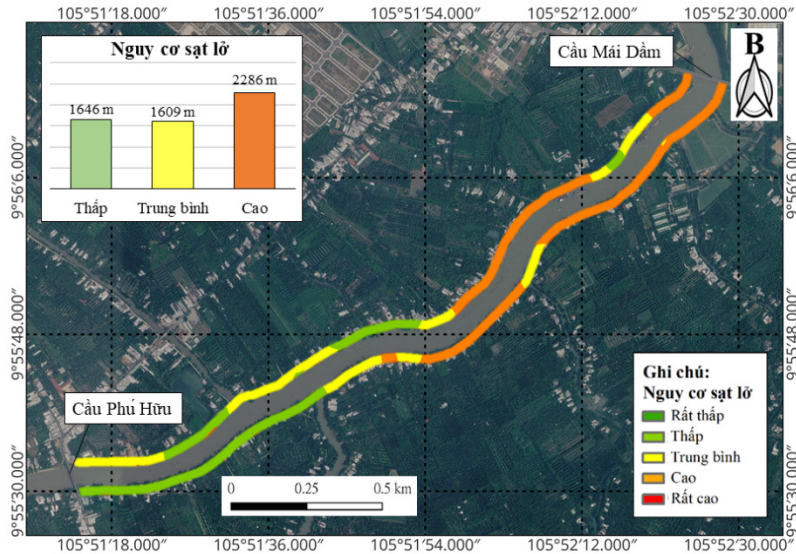 105°51′18.000″ 105°51′36.000″ 105°51′54.000″ 105°52′12.000″ 105°52′30.000″
Nguy cơ sạt lở
1646 m
1609 m
2286 m
Thấp
Trung bình
Cao
Cầu Mái Dầm
B
9°56′6.000″
9°56′6.000″
9°55′48.000″
9°55′48.000″
9°55′30.000″
9°55′30.000″
Cầu Phú Hữu
0 0.25 0.5 km
Ghi chú:
Nguy cơ sạt lở
Rất thấp
Thấp
Trung bình
Cao
Rất cao
105°51′18.000″ 105°51′36.000″ 105°51′54.000″ 105°52′12.000″ 105°52′30.000″